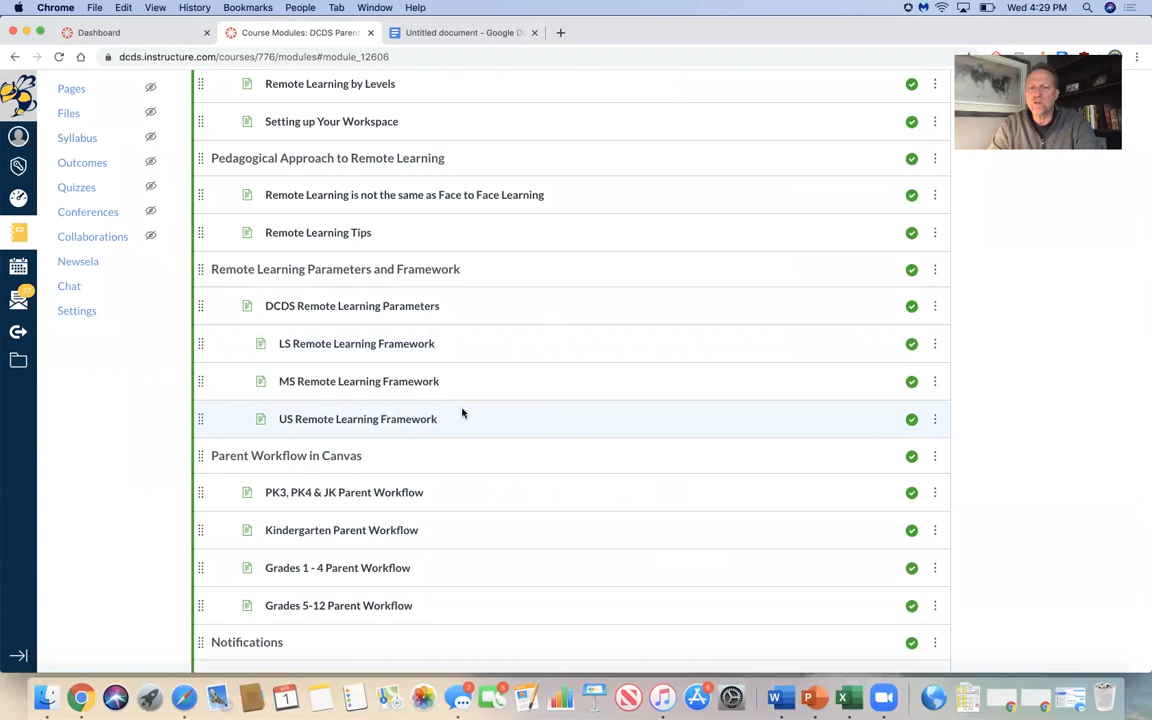 Chrome File Edit View History Bookmarks People Tab Window Help Wed 4:29 PM
Dashboard
Course Modules: DCDS Parent
Untitled document - Google D
dcds.instructure.com/courses/776/modules#module_12606
Pages
Files
Syllabus
Outcomes
Quizzes
Conferences
Collaborations
Newsela
Chat
Settings
Remote Learning by Levels
Setting up Your Workspace
Pedagogical Approach to Remote Learning
Remote Learning is not the same as Face to Face Learning
Remote Learning Tips
Remote Learning Parameters and Framework
DCDS Remote Learning Parameters
LS Remote Learning Framework
MS Remote Learning Framework
US Remote Learning Framework
Parent Workflow in Canvas
PK3, PK4 & JK Parent Workflow
Kindergarten Parent Workflow
Grades 1 - 4 Parent Workflow
Grades 5-12 Parent Workflow
Notifications